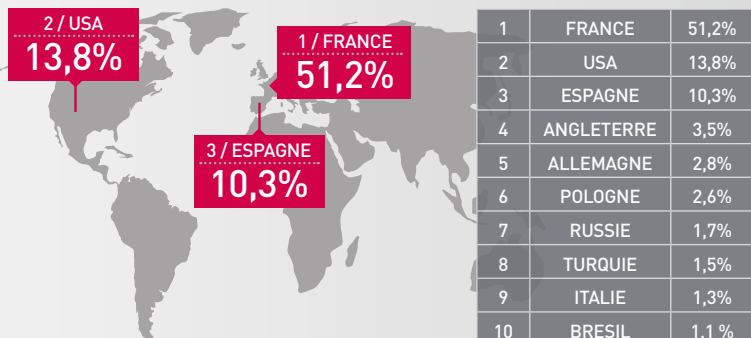 2 / USA
13,8%
1 / FRANCE
51,2%
3 / ESPAGNE
10,3%
1 FRANCE 51,2%
2 USA 13,8%
3 ESPAGNE 10,3%
4 ANGLETERRE 3,5%
5 ALLEMAGNE 2,8%
6 POLOGNE 2,6%
7 RUSSIE 1,7%
8 TURQUIE 1,5%
9 ITALIE 1,3%
10 BRESIL 1,1 %